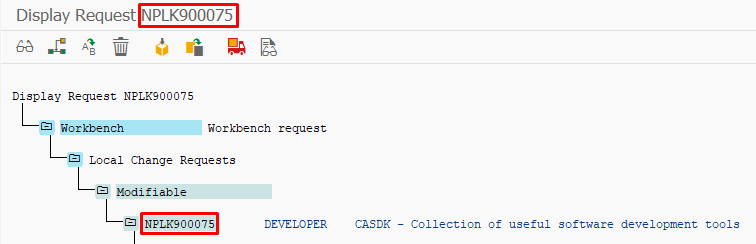 Display Request NPLK900075
Display Request NPLK900075
Workbench Workbench request
Local Change Requests
Modifiable
NPLK900075 DEVELOPER CASDK - Collection of useful software development tools